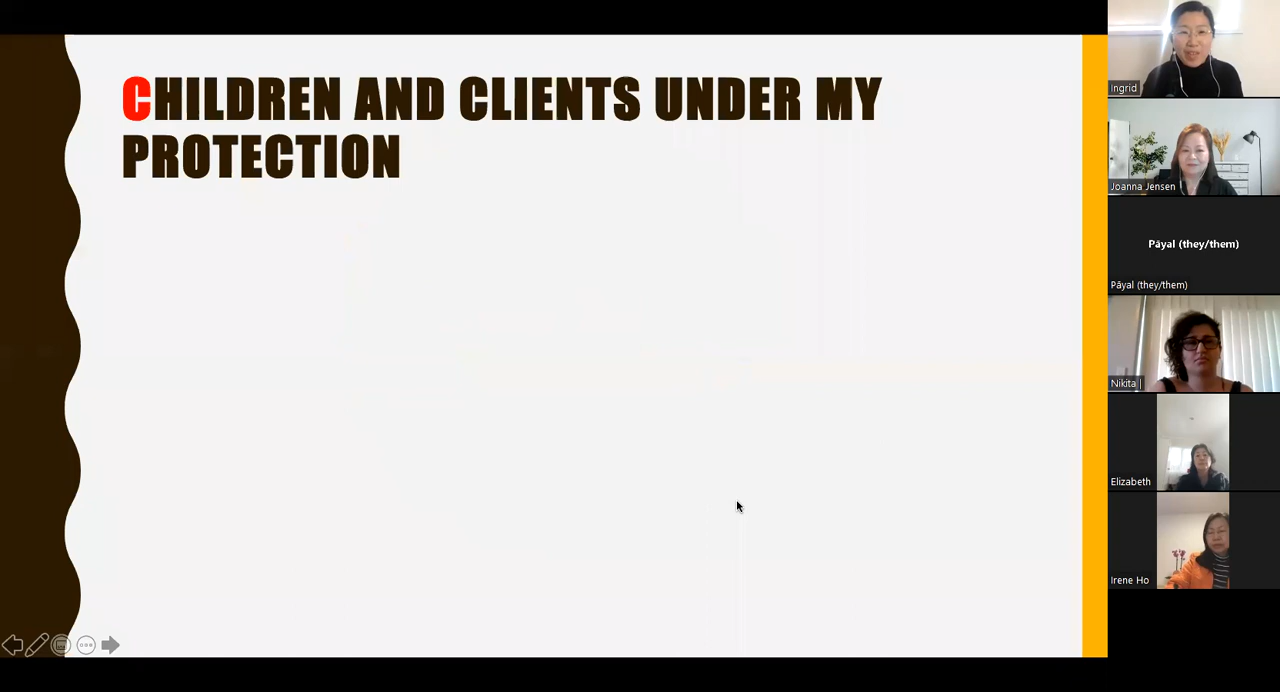 CHILDREN AND CLIENTS UNDER MY
PROTECTION
Ingrid
Joanna Jensen
Pāyal (they/them)
Pāyal (they/them)
Nikita |
Elizabeth
Irene Ho